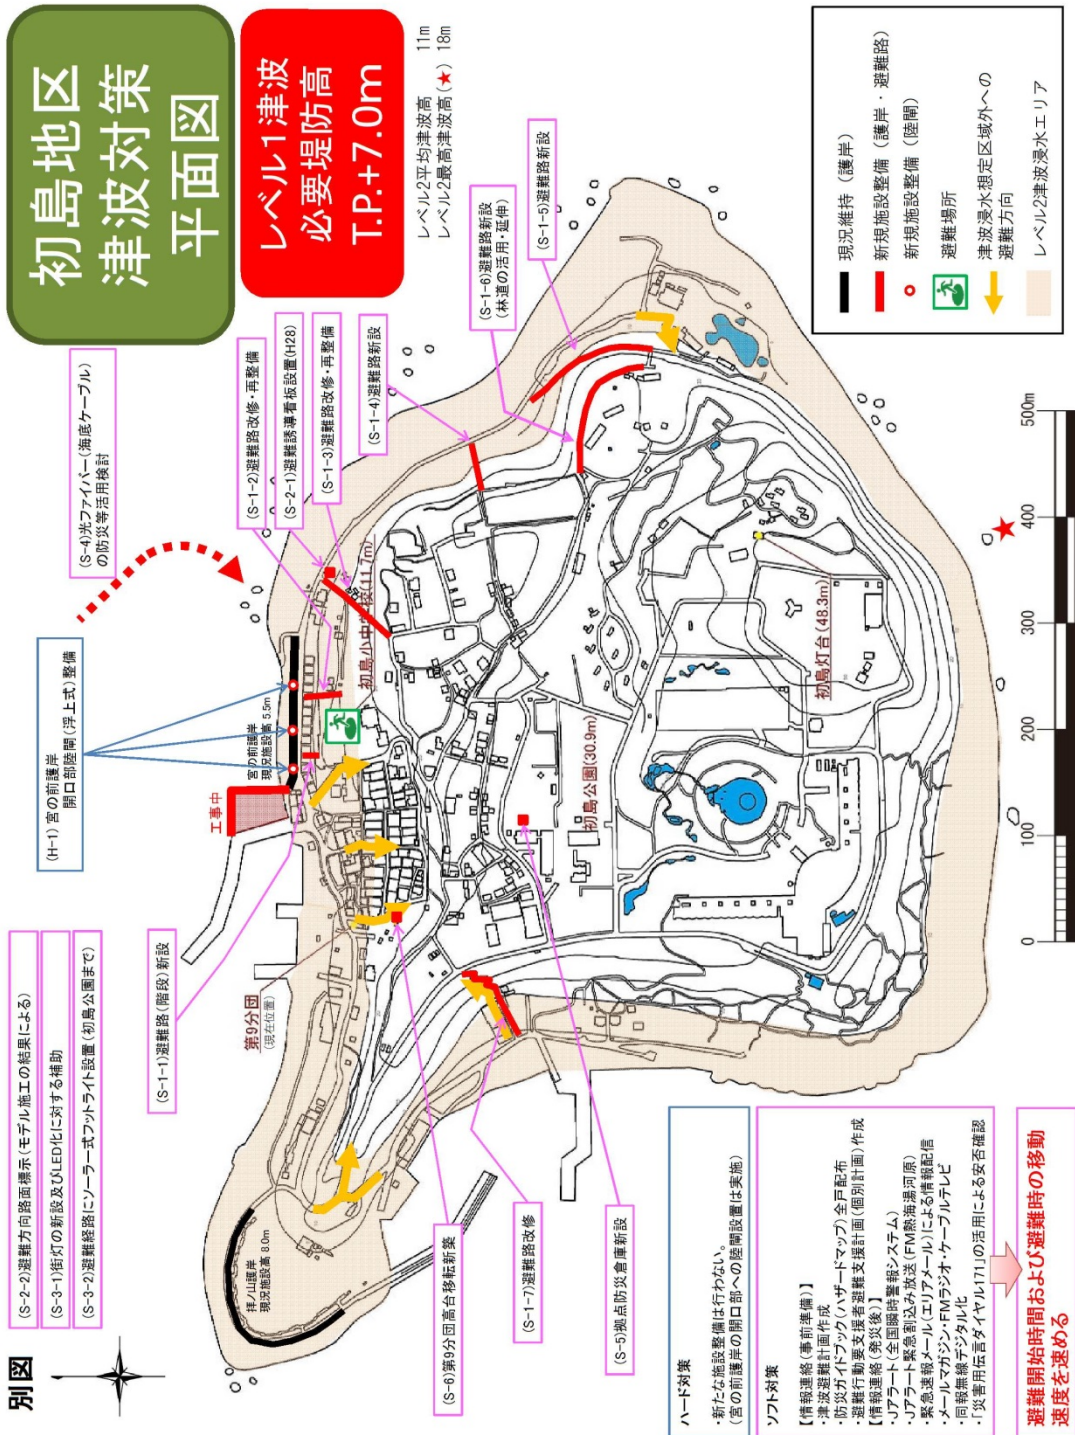 別図
初島地区
津波対策
平面図
レベル1津波
必要堤防高
T.P.+7.0m
レベル2平均津波高 11m
レベル2最高津波高(★) 18m
(S-2-2)避難方向路面標示(モデル施工の結果による)
(S-3-1)街灯の新設及びLED化に対する補助
(S-3-2)避難経路にソーラー式フットライト設置(初島公園まで)
(H-1) 宮の前護岸
開口部陸閘(浮上式)整備
(S-4)光ファイバー(海底ケーブル)
の防災等活用検討
(S-1-1)避難路(階段)新設
(S-1-2)避難路改修・再整備
(S-2-1)避難誘導看板設置(H28)
(S-1-3)避難路改修・再整備
(S-1-4)避難路新設
(S-1-6)避難路新設
(林道の活用・延伸)
(S-1-5)避難路新設
工事中
宮の前護岸
現況施設高 5.5m
初島小中学校(11.7m)
第9分団
(現在位置)
拝ノ山護岸
現況施設高 8.0m
初島公園(30.9m)
初島灯台(48.3m)
(S-6)第9分団高台移転新築
(S-1-7)避難路改修
(S-5)拠点防災倉庫新設
現況維持 (護岸)
新規施設整備 (護岸・避難路)
新規施設整備 (陸閘)
避難場所
津波浸水想定区域外への
避難方向
レベル2津波浸水エリア
0 100 200 300 400 500m
ハード対策
・新たな施設整備は行わない。
(宮の前護岸の開口部への陸閘設置は実施)
ソフト対策
【情報連絡(事前準備)】
・津波避難計画作成
・防災ガイドブック(ハザードマップ)全戸配布
・避難行動要支援者避難支援計画(個別計画)作成
【情報連絡(発災後)】
・Jアラート(全国瞬時警報システム)
・Jアラート緊急割込み放送(FM熱海湯河原)
・緊急速報メール(エリアメール)による情報配信
・メールマガジン・FMラジオ・ケーブルテレビ
・同報無線デジタル化
・「災害用伝言ダイヤル171」の活用による安否確認
避難開始時間および避難時の移動
速度を速める